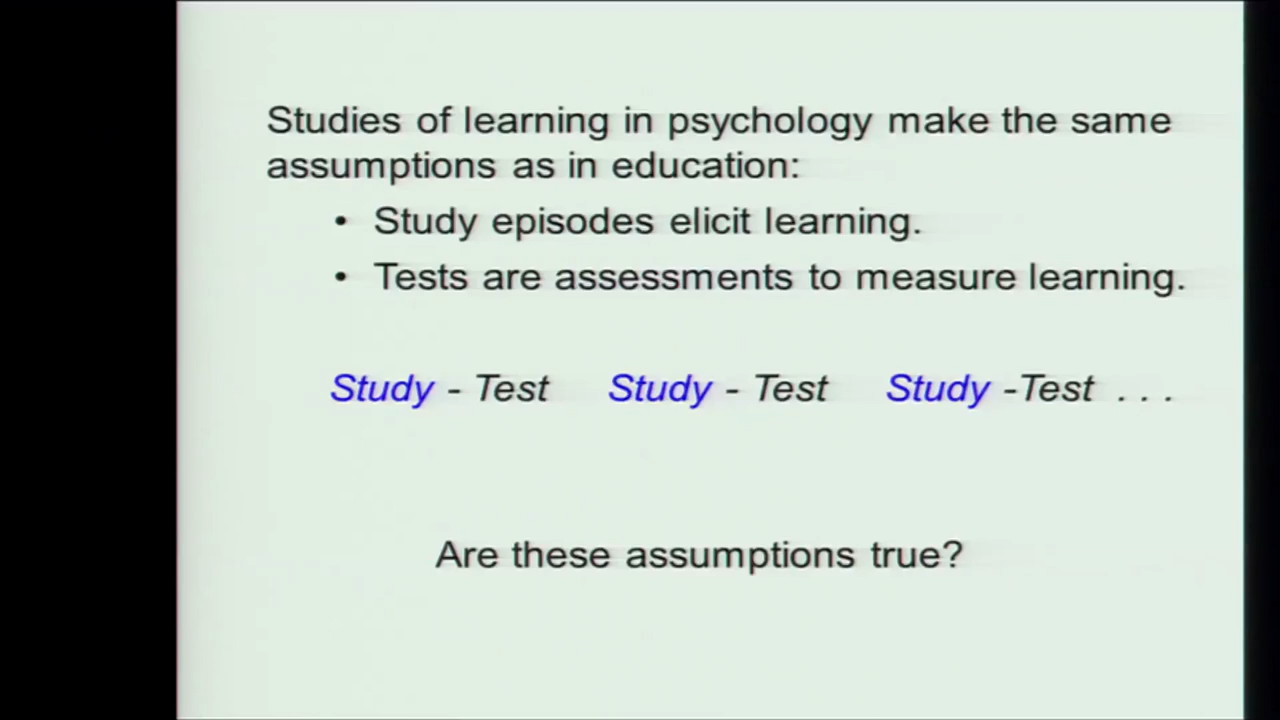 Studies of learning in psychology make the same
assumptions as in education:
• Study episodes elicit learning.
• Tests are assessments to measure learning.
Study - Test Study - Test Study -Test . . .
Are these assumptions true?